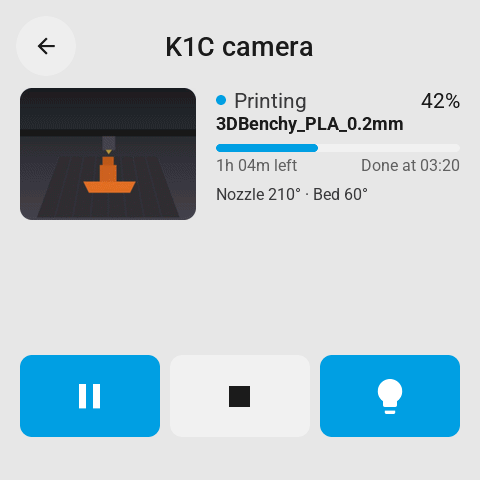 K1C camera
Printing 42%
3DBenchy_PLA_0.2mm
1h 04m left Done at 03:20
Nozzle 210° · Bed 60°